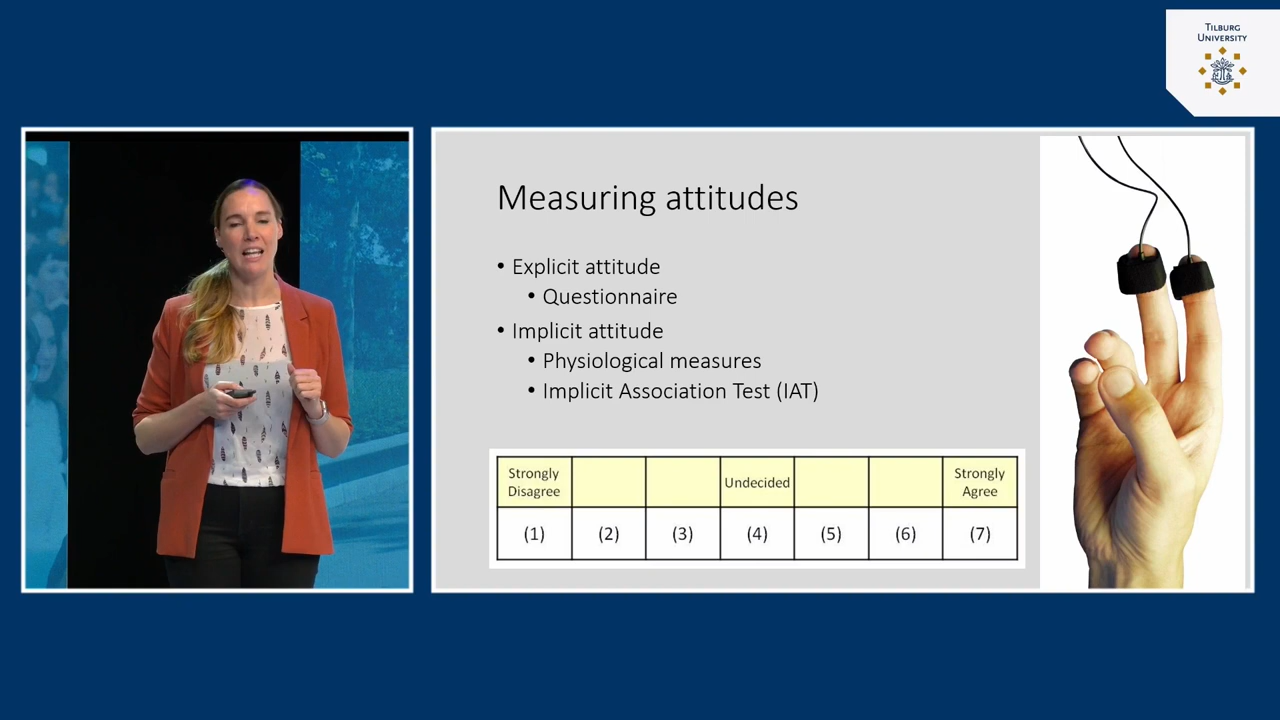 TILBURG
UNIVERSITY
Measuring attitudes
• Explicit attitude
• Questionnaire
• Implicit attitude
• Physiological measures
• Implicit Association Test (IAT)
Strongly Disagree Undecided Strongly Agree
(1) (2) (3) (4) (5) (6) (7)